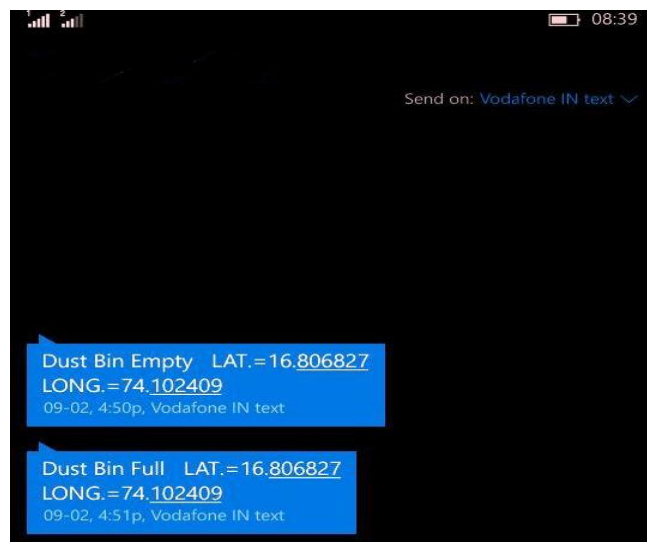 1 2 08:39
Send on: Vodafone IN text
Dust Bin Empty LAT.=16.806827
LONG.=74.102409
09-02, 4:50p, Vodafone IN text
Dust Bin Full LAT.=16.806827
LONG.=74.102409
09-02, 4:51p, Vodafone IN text